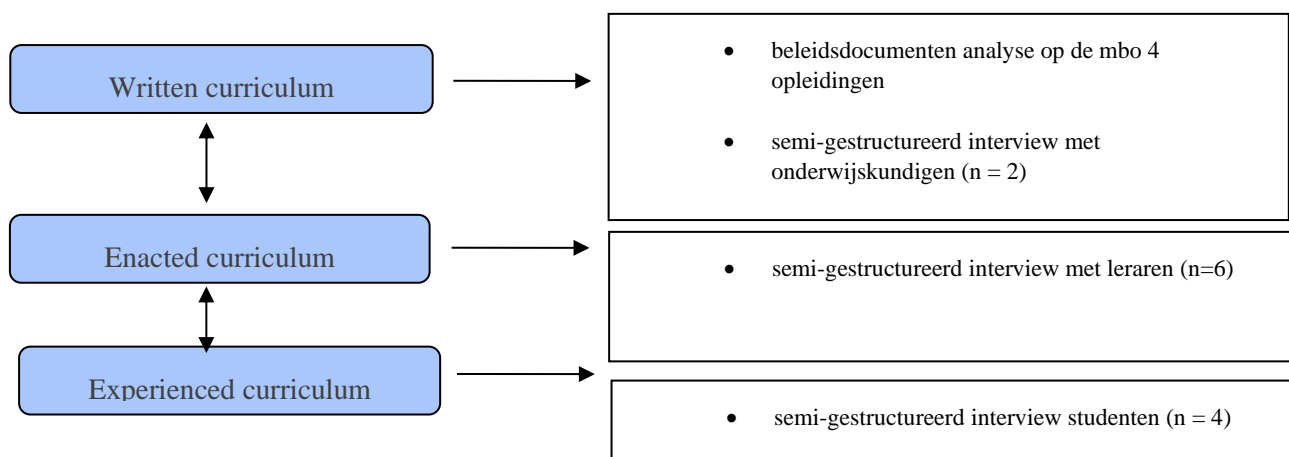 Written curriculum
• beleidsdocumenten analyse op de mbo 4
opleidingen
• semi-gestructureerd interview met
onderwijskundigen (n = 2)
Enacted curriculum
• semi-gestructureerd interview met leraren (n=6)
Experienced curriculum
• semi-gestructureerd interview studenten (n = 4)